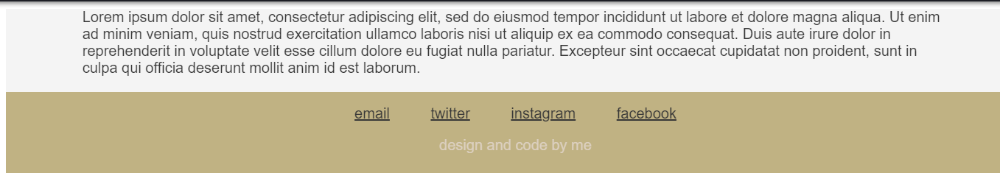 Lorem ipsum dolor sit amet, consectetur adipiscing elit, sed do eiusmod tempor incididunt ut labore et dolore magna aliqua. Ut enim
ad minim veniam, quis nostrud exercitation ullamco laboris nisi ut aliquip ex ea commodo consequat. Duis aute irure dolor in
reprehenderit in voluptate velit esse cillum dolore eu fugiat nulla pariatur. Excepteur sint occaecat cupidatat non proident, sunt in
culpa qui officia deserunt mollit anim id est laborum.
email twitter instagram facebook
design and code by me